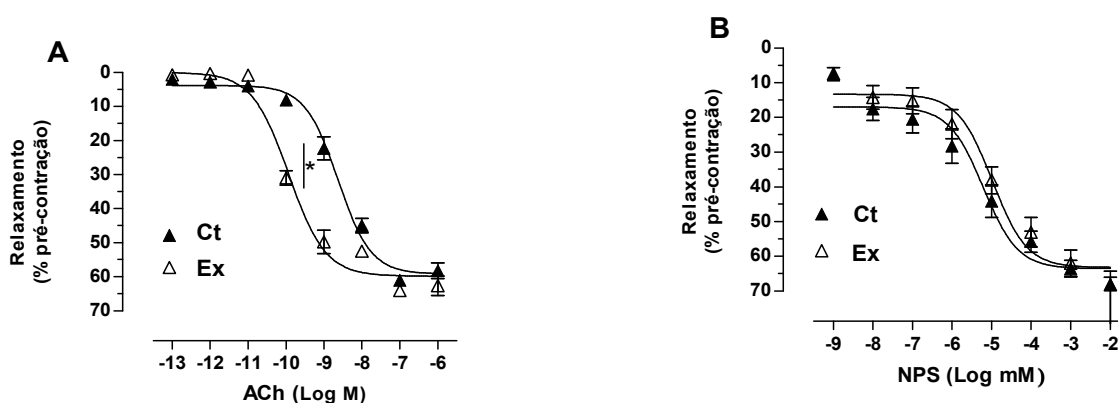 A
Relaxamento
(% pré-contração)
0
10
20
30
40
50
60
70
*
Ct
Ex
-13 -12 -11 -10 -9 -8 -7 -6
ACh (Log M)
B
Relaxamento
(% pré-contração)
0
10
20
30
40
50
60
70
Ct
Ex
-9 -8 -7 -6 -5 -4 -3 -2
NPS (Log mM)